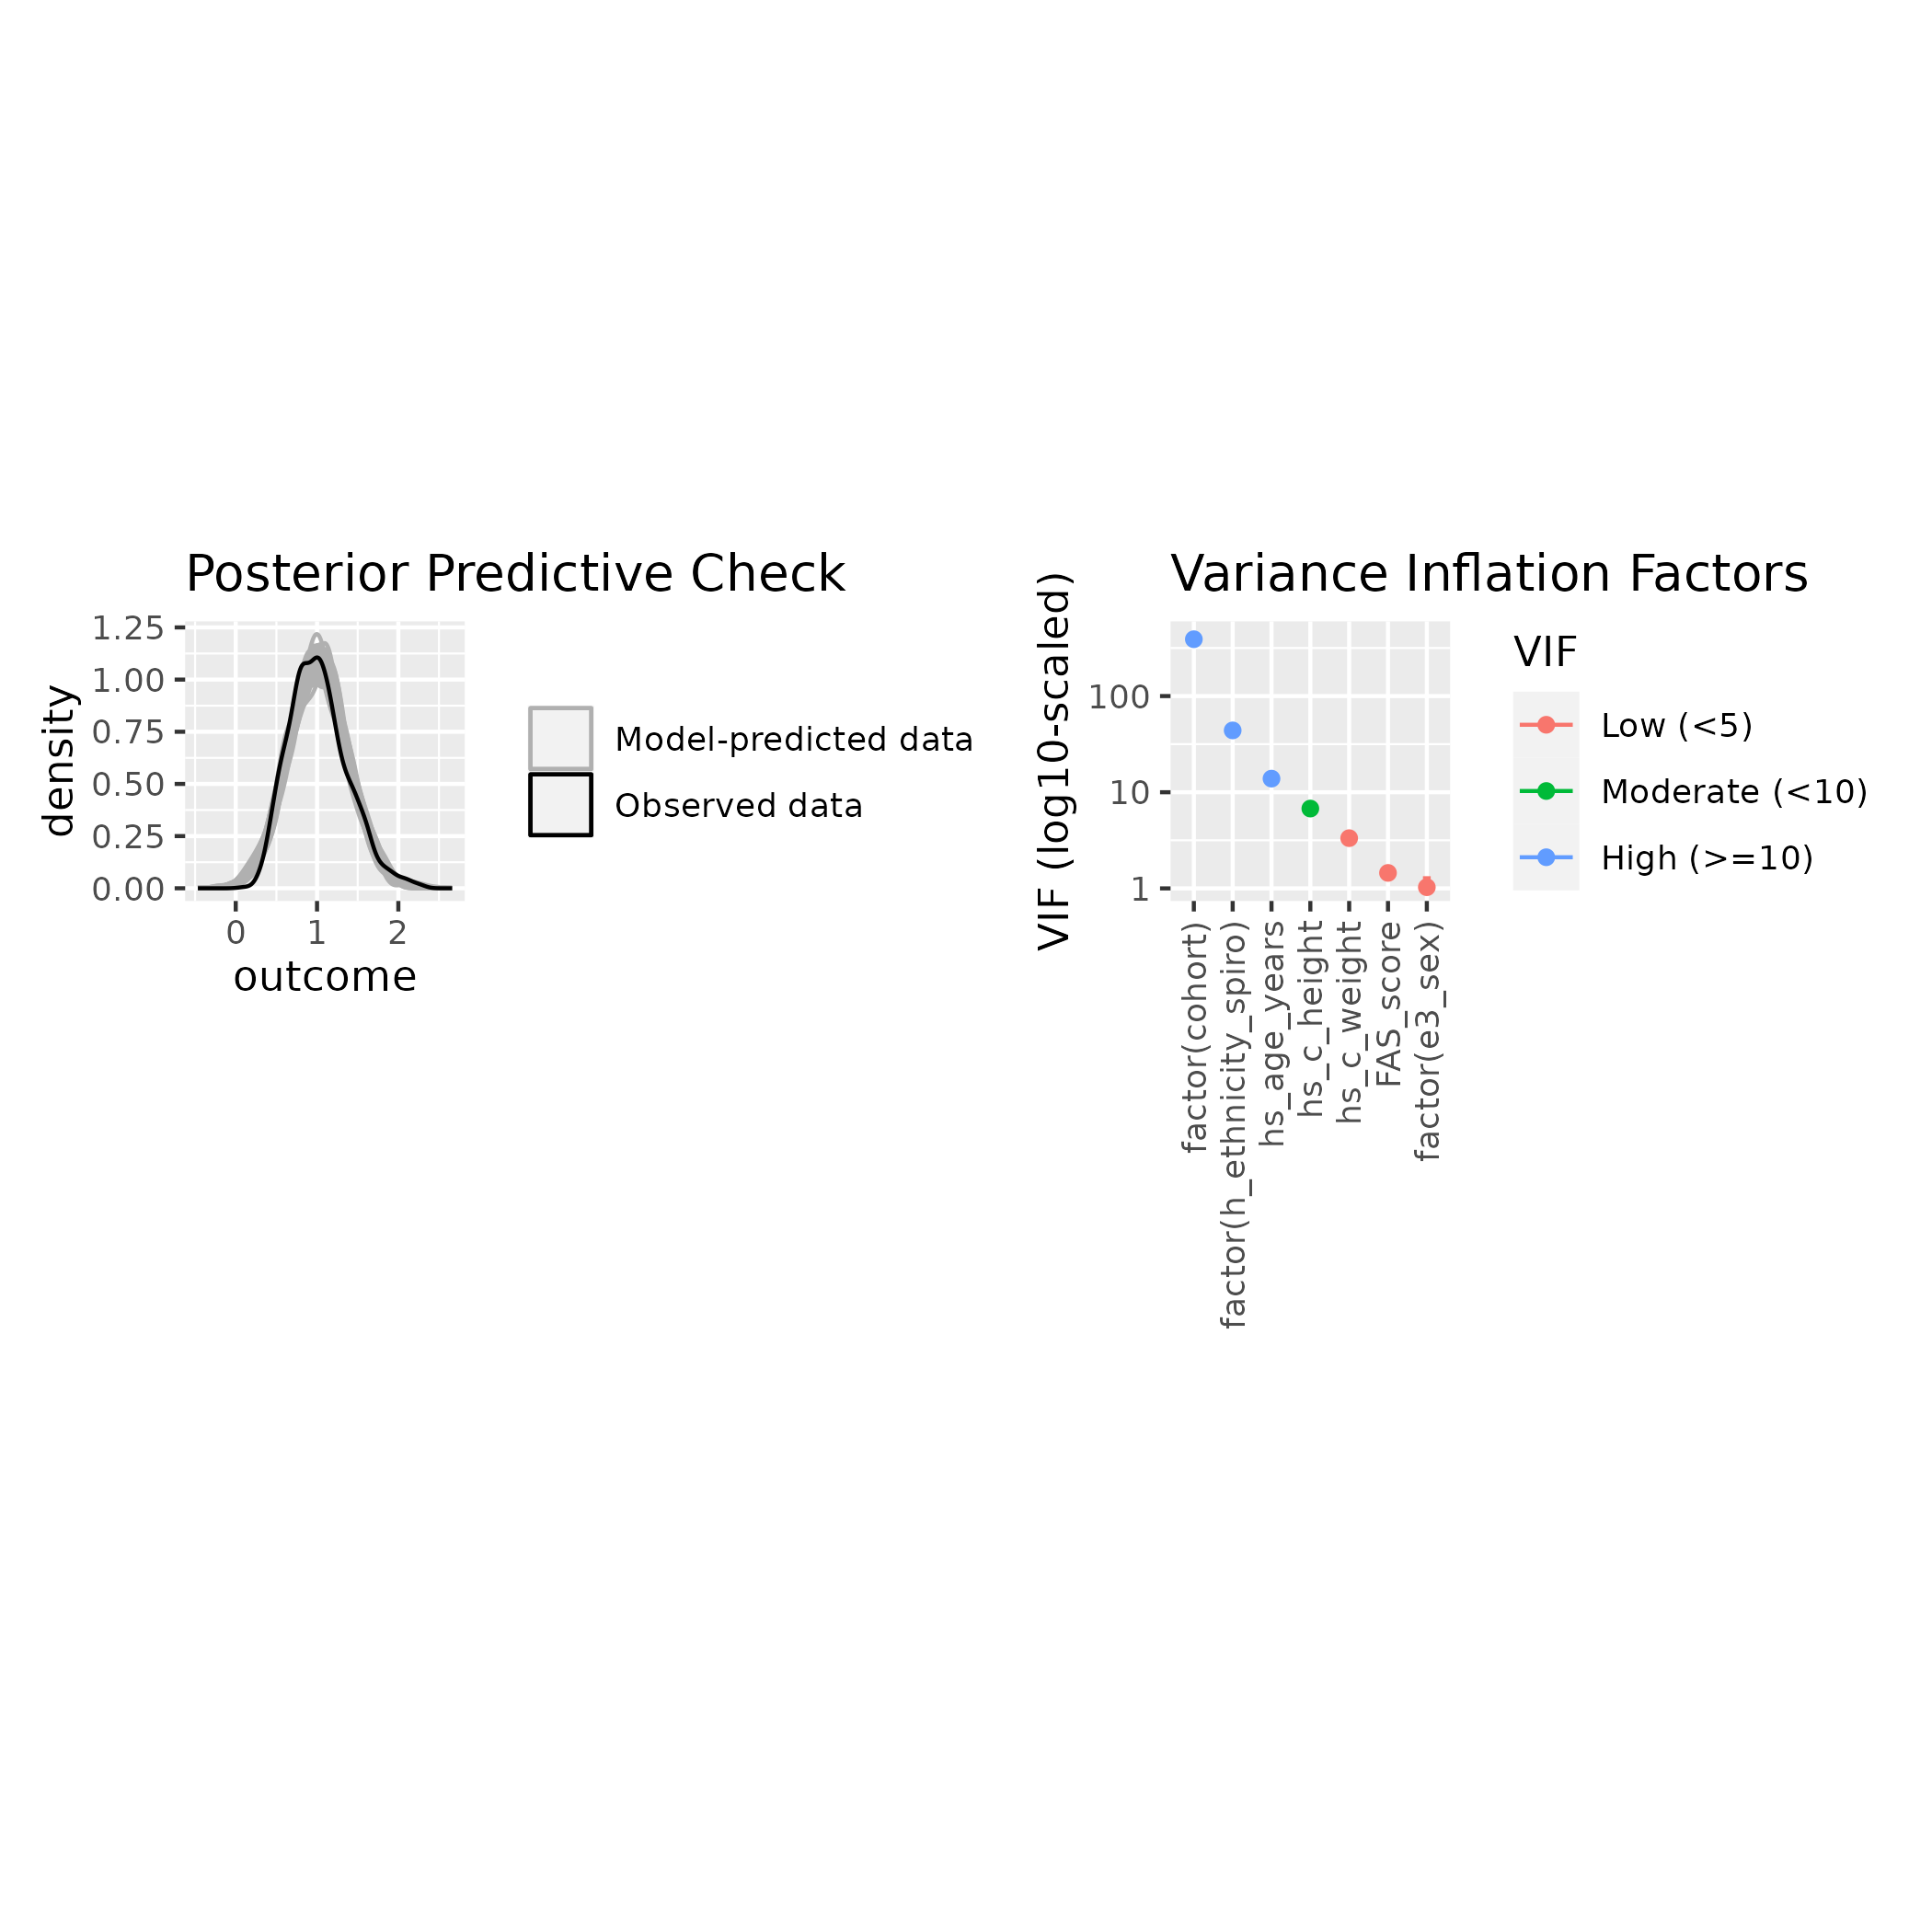 Posterior Predictive Check
1.25
1.00
0.75
0.50
0.25
0.00
density
0
1
2
outcome
Model-predicted data
Observed data
Variance Inflation Factors
VIF (log10-scaled)
100
10
1
factor(cohort)
factor(h_ethnicity_spiro)
hs_age_years
hs_c_height
hs_c_weight
FAS_score
factor(e3_sex)
VIF
Low (<5)
Moderate (<10)
High (>=10)